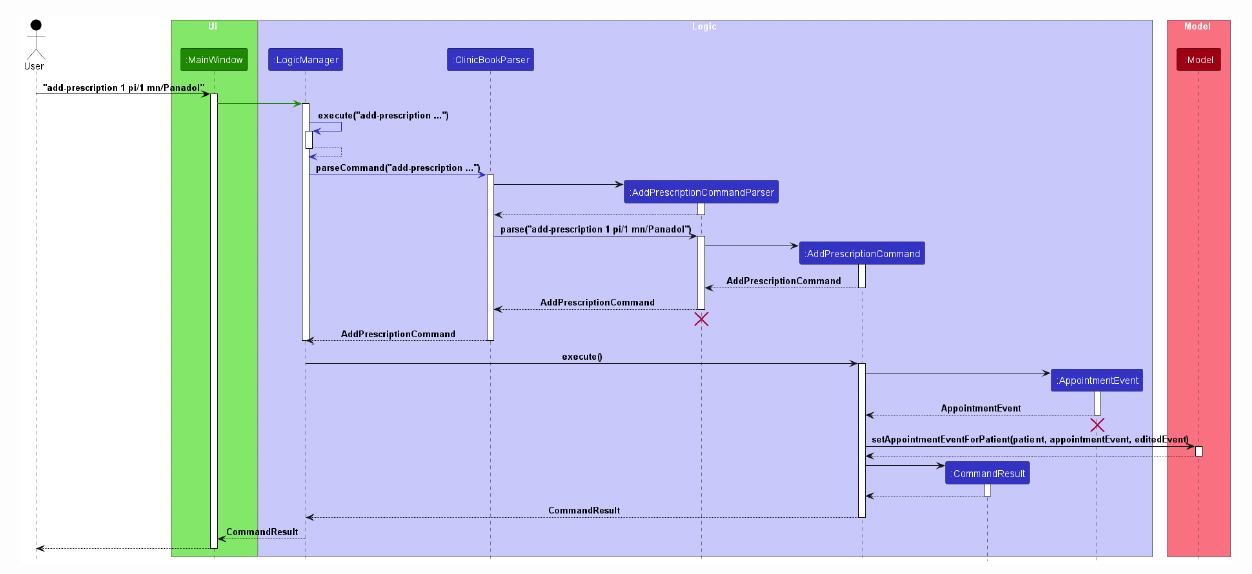 UI
Logic
Model
User
:MainWindow
:LogicManager
:ClinicBookParser
:Model
"add-prescription 1 pi/1 mn/Panadol"
execute("add-prescription ...")
parseCommand("add-prescription ...")
:AddPrescriptionCommandParser
parse("add-prescription 1 pi/1 mn/Panadol")
:AddPrescriptionCommand
AddPrescriptionCommand
AddPrescriptionCommand
AddPrescriptionCommand
execute()
:AppointmentEvent
AppointmentEvent
setAppointmentEventForPatient(patient, appointmentEvent, editedEvent)
:CommandResult
CommandResult
CommandResult